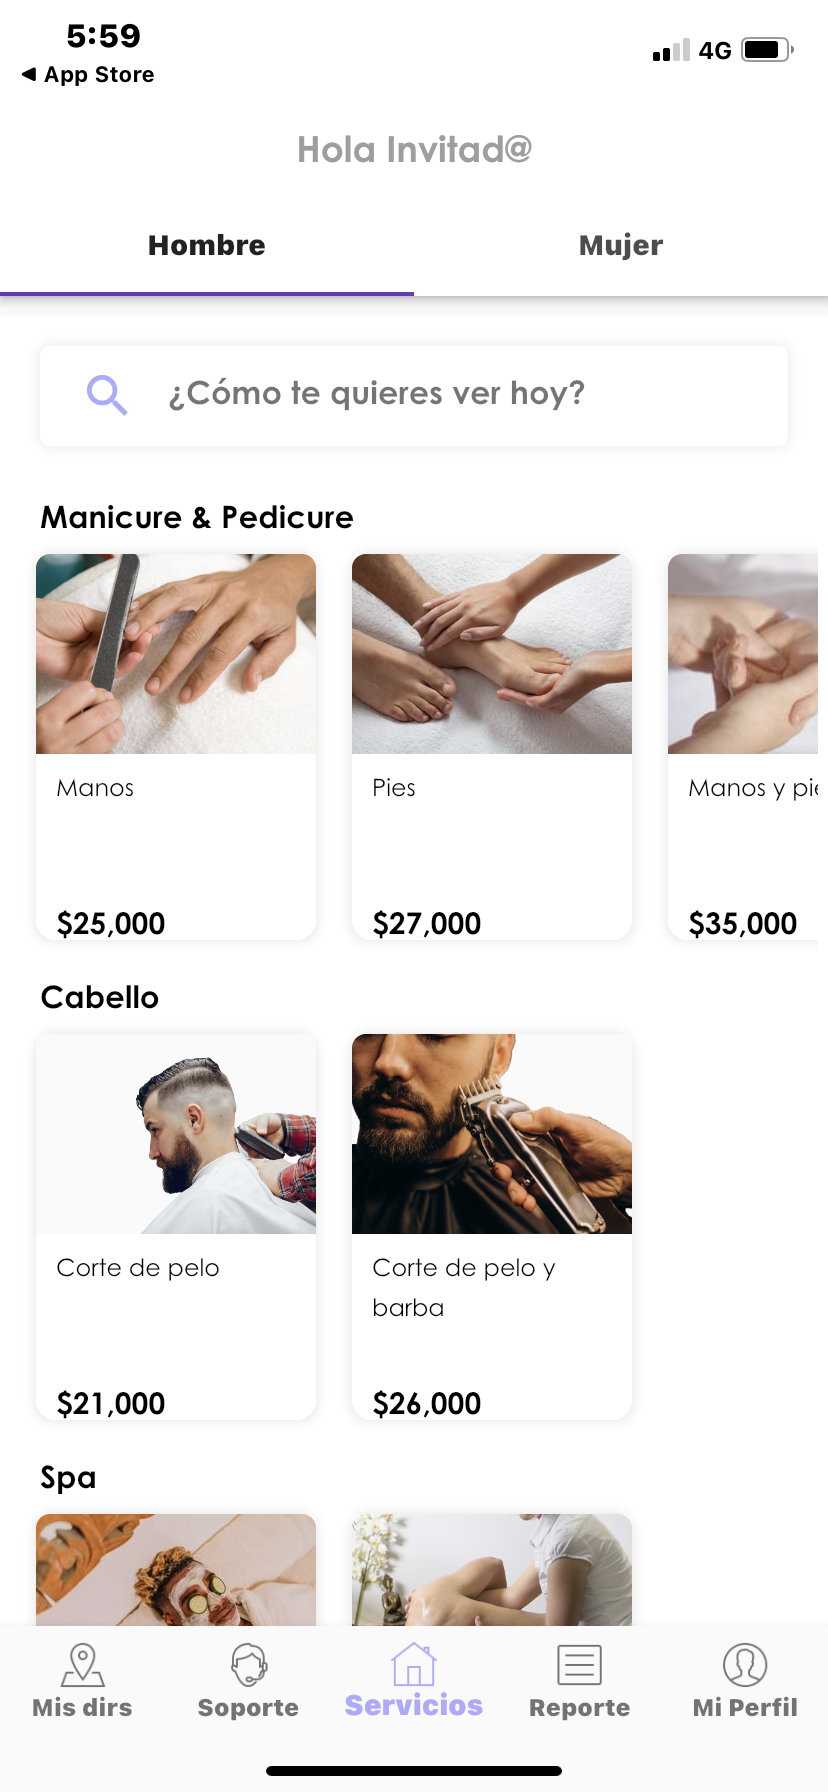 5:59
4G
◀ App Store
Hola Invitad@
Hombre
Mujer
¿Cómo te quieres ver hoy?
Manicure & Pedicure
Manos
Pies
Manos y pie
$25,000
$27,000
$35,000
Cabello
Corte de pelo
Corte de pelo y
barba
$21,000
$26,000
Spa
Mis dirs
Soporte
Servicios
Reporte
Mi Perfil